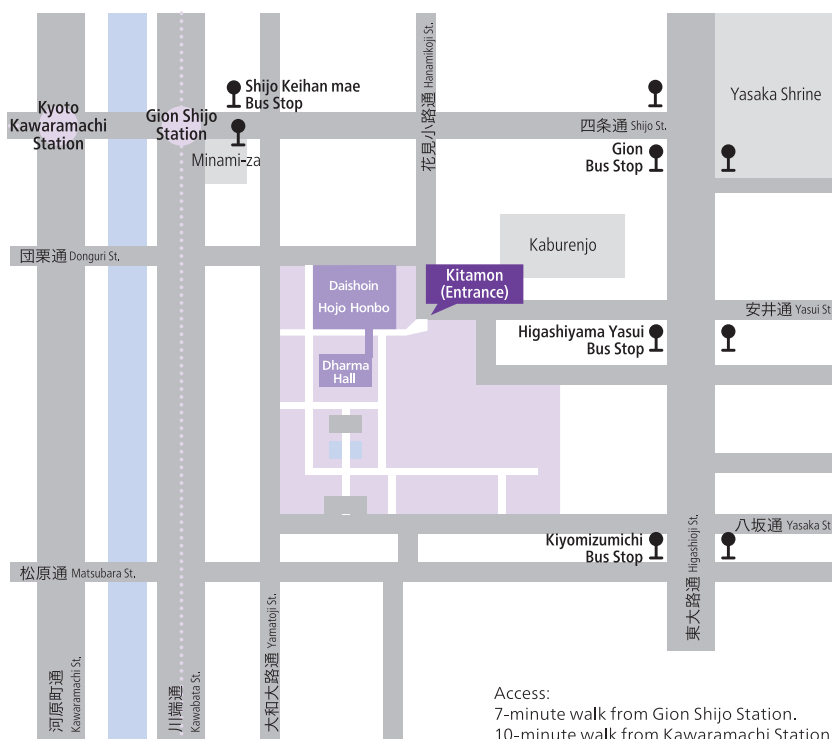 Shijo Keihan mae
Bus Stop
Kyoto
Kawaramachi
Station
Gion Shijo
Station
Minami-za
花見小路通 Hanamikoji St.
四条通 Shijo St.
Yasaka Shrine
Gion
Bus Stop
団栗通 Donguri St.
Kaburenjo
Daishoin
Hojo Honbo
Kitamon
(Entrance)
安井通 Yasui St.
Higashiyama Yasui
Bus Stop
Dharma
Hall
八坂通 Yasaka St
Kiyomizumichi
Bus Stop
松原通 Matsubara St.
東大路通 Higashioji St.
河原町通
Kawaramachi St.
川端通
Kawabata St.
大和大路通 Yamatoji St.
Access:
7-minute walk from Gion Shijo Station.
10-minute walk from Kawaramachi Station